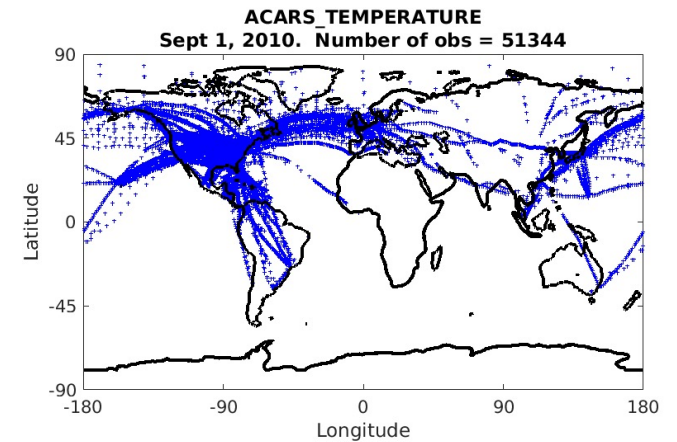 ACARS_TEMPERATURE
Sept 1, 2010.  Number of obs = 51344
90
45
0
-45
-90
Latitude
-180
-90
0
90
180
Longitude